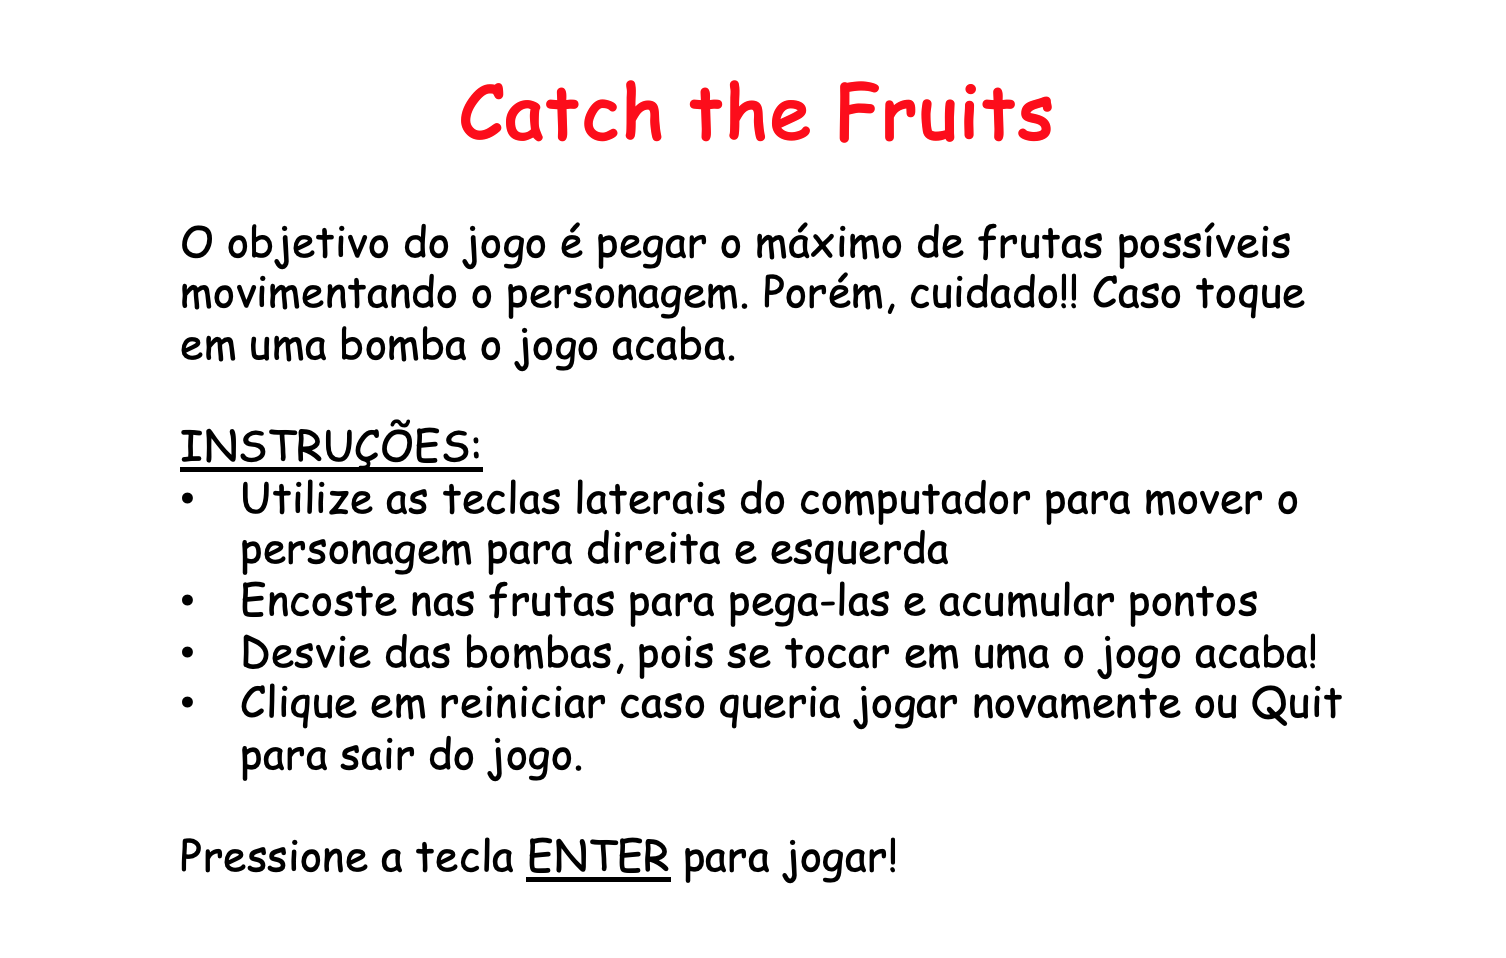 Catch the Fruits
O objetivo do jogo é pegar o máximo de frutas possíveis
movimentando o personagem. Porém, cuidado!! Caso toque
em uma bomba o jogo acaba.
INSTRUÇÕES:
• Utilize as teclas laterais do computador para mover o
personagem para direita e esquerda
• Encoste nas frutas para pega-las e acumular pontos
• Desvie das bombas, pois se tocar em uma o jogo acaba!
• Clique em reiniciar caso queria jogar novamente ou Quit
para sair do jogo.
Pressione a tecla ENTER para jogar!